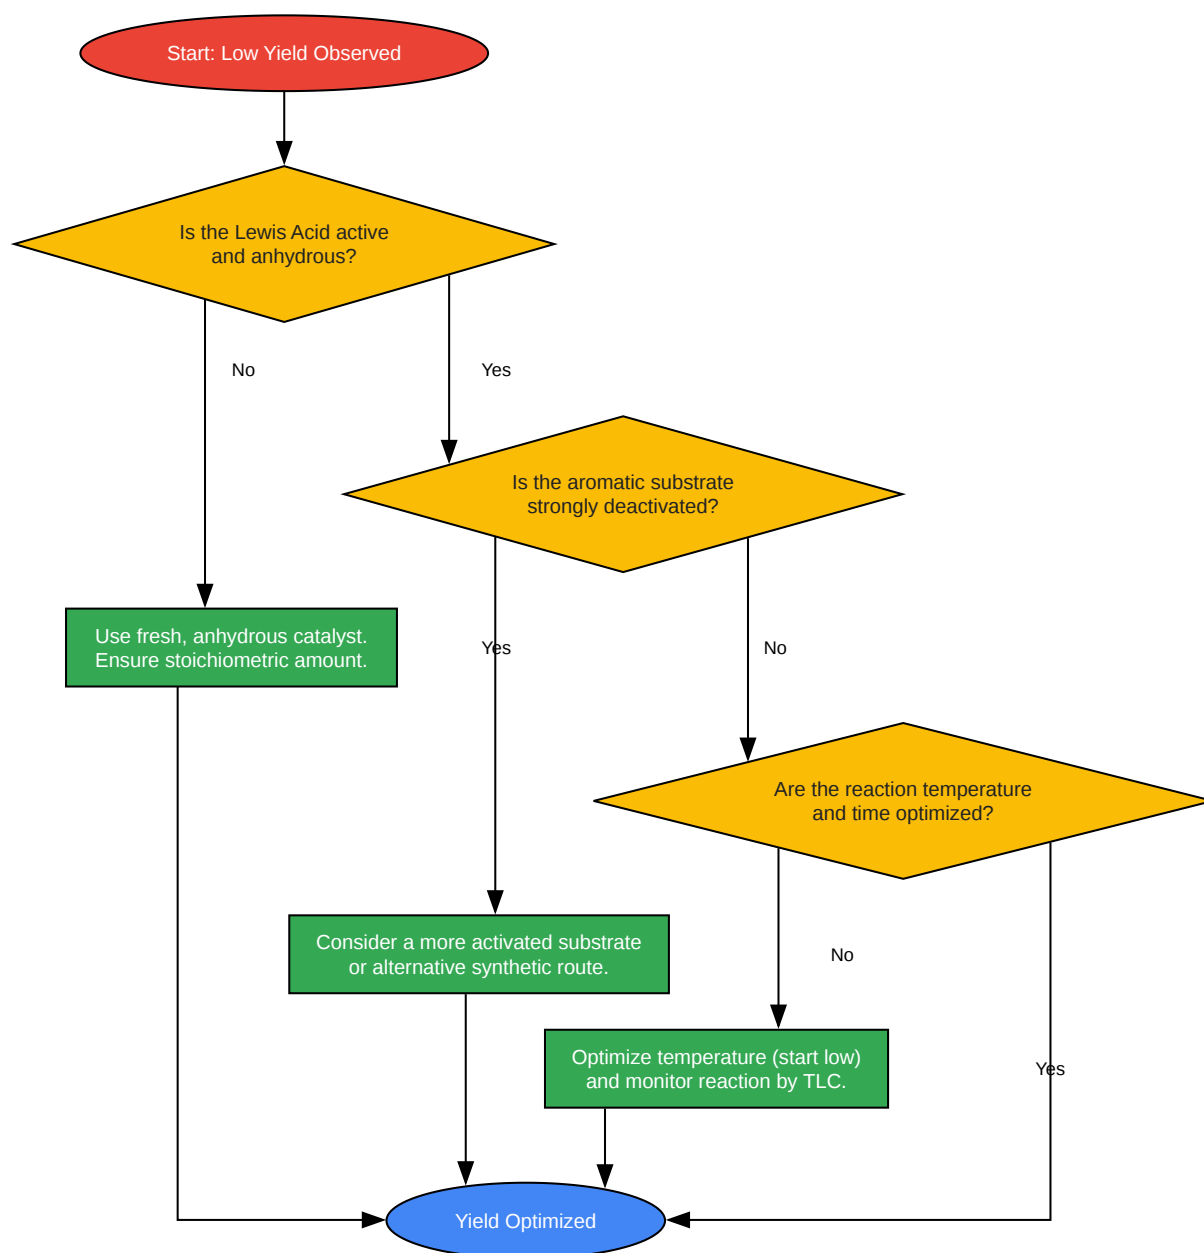 Start: Low Yield Observed
Is the Lewis Acid active
and anhydrous?
No
Yes
Is the aromatic substrate
strongly deactivated?
Use fresh, anhydrous catalyst.
Ensure stoichiometric amount.
Yes
No
Are the reaction temperature
and time optimized?
Consider a more activated substrate
or alternative synthetic route.
No
Optimize temperature (start low)
and monitor reaction by TLC.
Yes
Yield Optimized